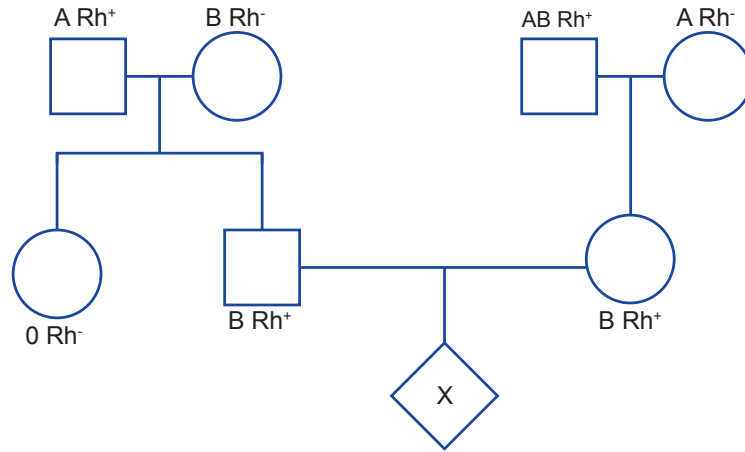 A Rh⁺
B Rh⁻
AB Rh⁺
A Rh⁻
0 Rh⁻
B Rh⁺
B Rh⁺
X